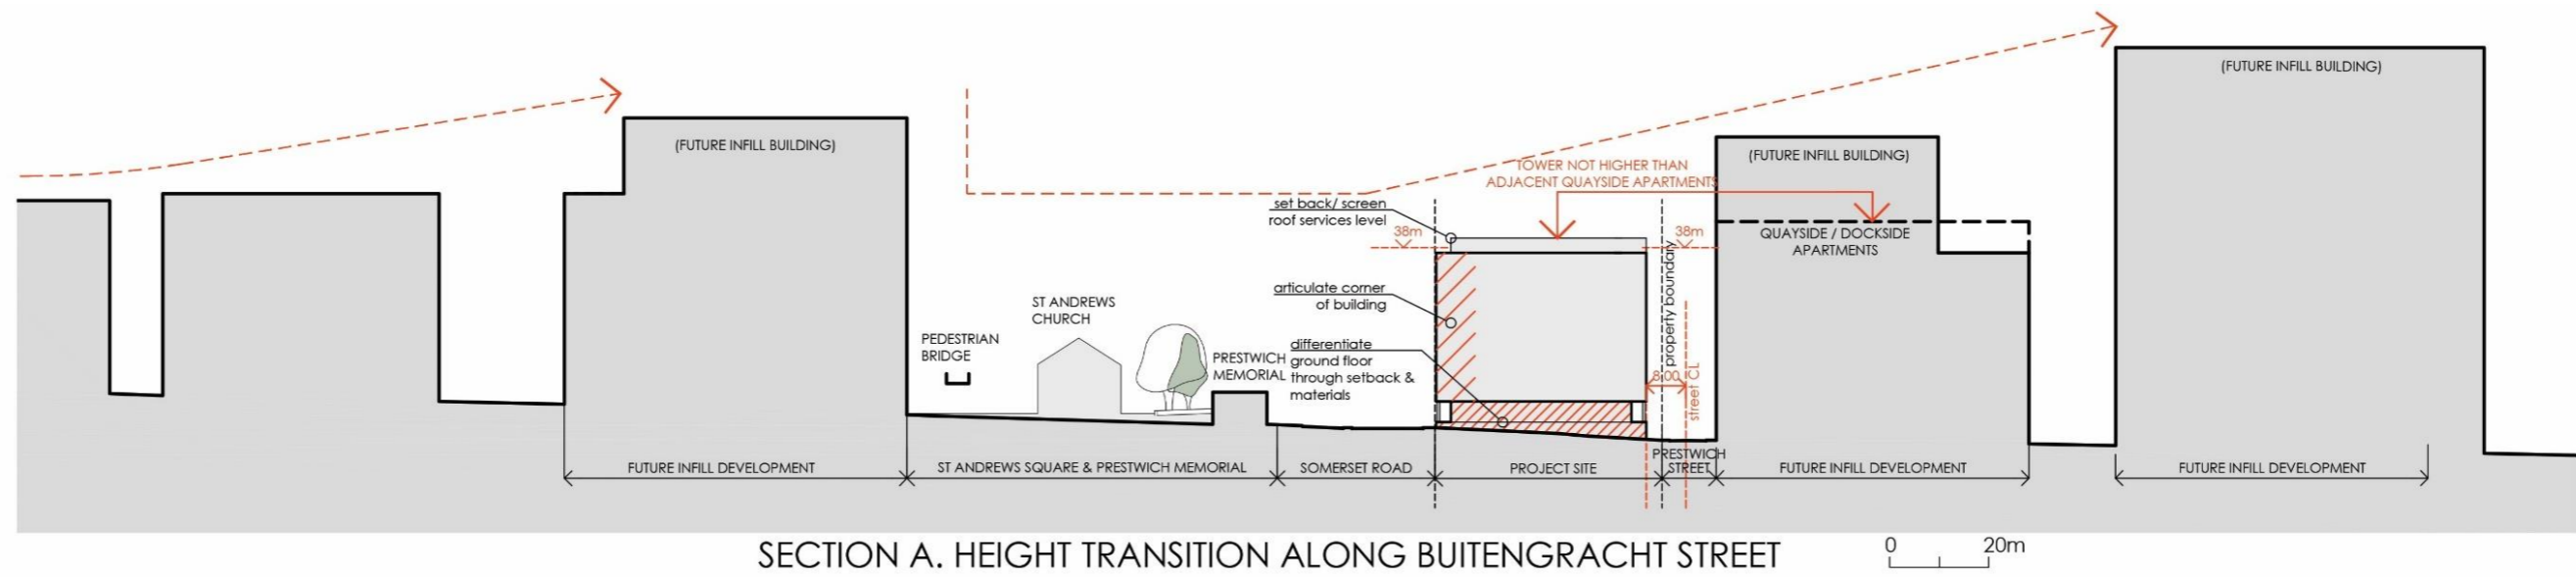 (FUTURE INFILL BUILDING)
(FUTURE INFILL BUILDING)
(FUTURE INFILL BUILDING)
TOWER NOT HIGHER THAN
ADJACENT QUAYSIDE APARTMENTS
set back/ screen
roof services level
38m
38m
QUAYSIDE / DOCKSIDE
APARTMENTS
property boundary
articulate corner
of building
ST ANDREWS
CHURCH
PEDESTRIAN
BRIDGE
PRESTWICH
MEMORIAL
differentiate
ground floor
through setback &
materials
8,00
street CL
FUTURE INFILL DEVELOPMENT
ST ANDREWS SQUARE & PRESTWICH MEMORIAL
SOMERSET ROAD
PROJECT SITE
PRESTWICH
STREET
FUTURE INFILL DEVELOPMENT
FUTURE INFILL DEVELOPMENT
SECTION A. HEIGHT TRANSITION ALONG BUITENGRACHT STREET
0 20m